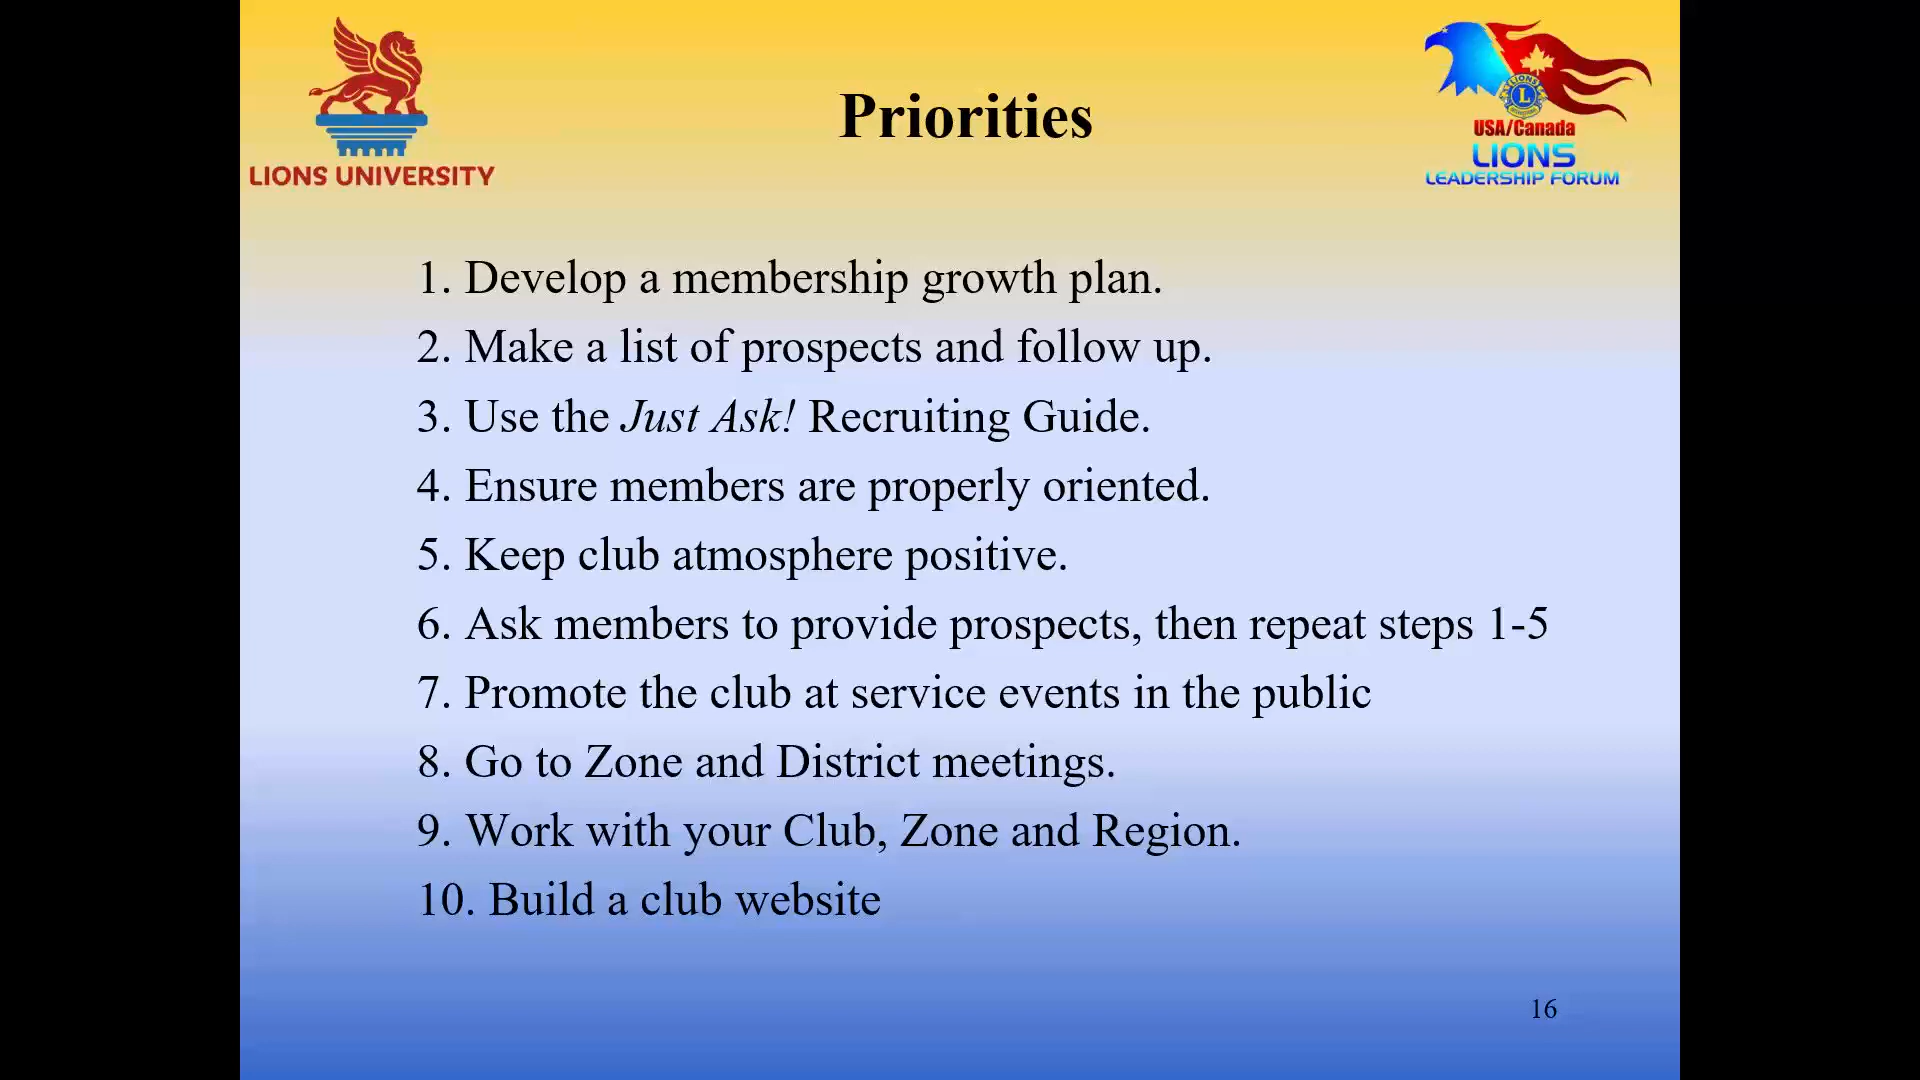 LIONS UNIVERSITY
Priorities
LIONS
L
USA/Canada
LIONS
LEADERSHIP FORUM
1. Develop a membership growth plan.
2. Make a list of prospects and follow up.
3. Use the Just Ask! Recruiting Guide.
4. Ensure members are properly oriented.
5. Keep club atmosphere positive.
6. Ask members to provide prospects, then repeat steps 1-5
7. Promote the club at service events in the public
8. Go to Zone and District meetings.
9. Work with your Club, Zone and Region.
10. Build a club website
16